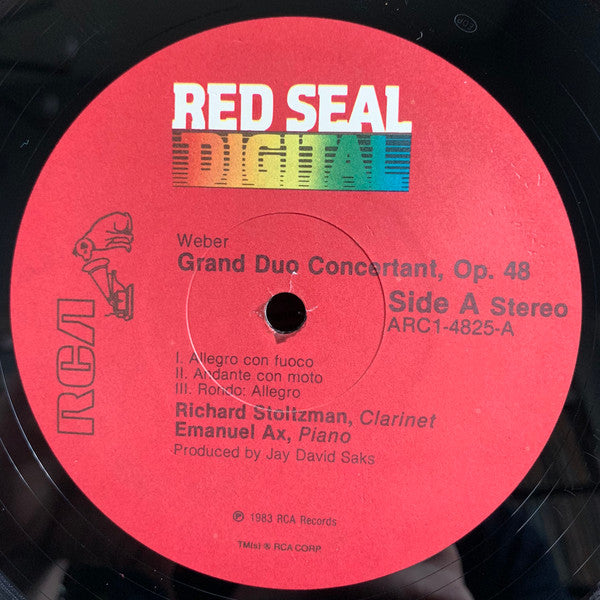 RED SEAL
DIGITAL
Weber
Grand Duo Concertant, Op. 48
Side A Stereo
ARC1-4825-A
I. Allegro con fuoco
II. Andante con moto
III. Rondo: Allegro
Richard Stoltzman, Clarinet
Emanuel Ax, Piano
Produced by Jay David Saks
℗ 1983 RCA Records
TM(s) ® RCA CORP.
RCA